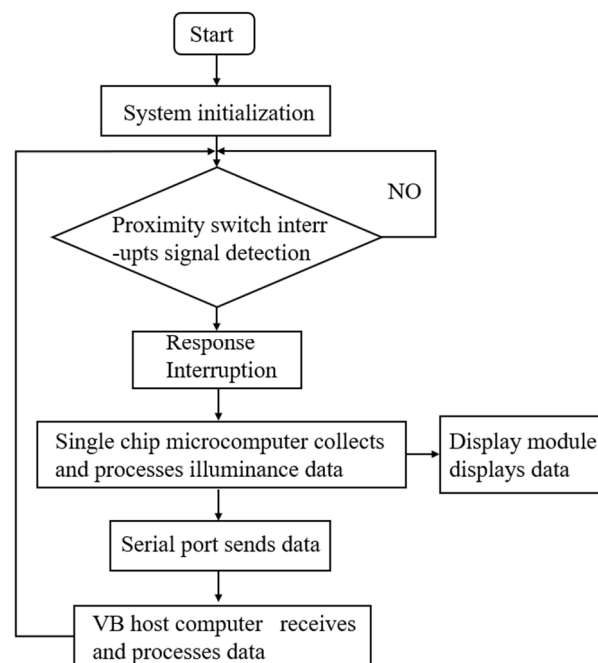 Start
System initialization
NO
Proximity switch interr
-upts signal detection
Response
Interruption
Single chip microcomputer collects
and processes illuminance data
Display module
displays data
Serial port sends data
VB host computer receives
and processes data